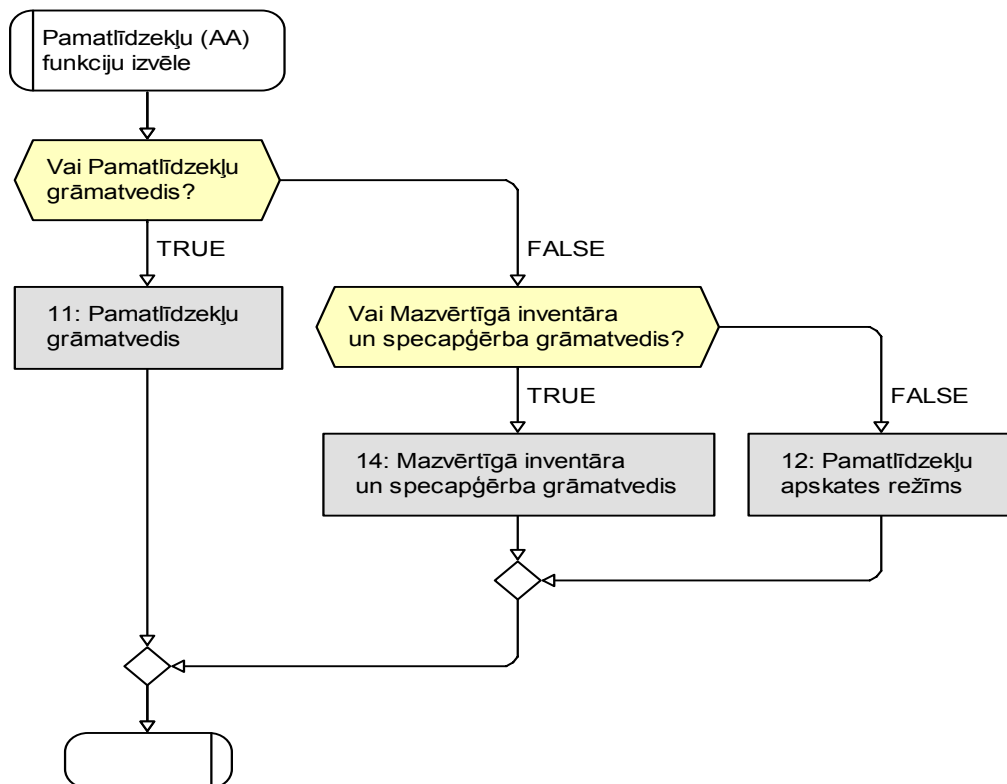 Pamatlīdzekļu (AA)
funkciju izvēle
Vai Pamatlīdzekļu
grāmatvedis?
TRUE
FALSE
11: Pamatlīdzekļu
grāmatvedis
Vai Mazvērtīgā inventāra
un specapģērba grāmatvedis?
TRUE
FALSE
14: Mazvērtīgā inventāra
un specapģērba grāmatvedis
12: Pamatlīdzekļu
apskates režīms